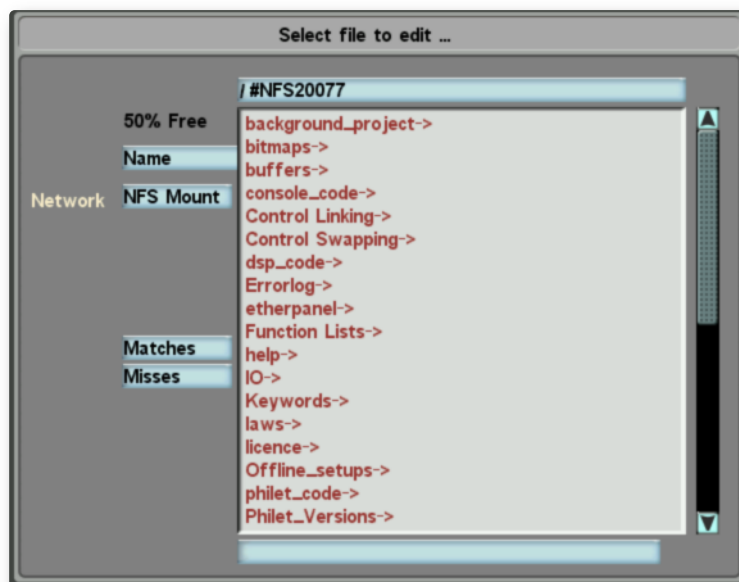 Select file to edit ...
/ #NFS20077
50% Free
Name
Network
NFS Mount
Matches
Misses
background_project->
bitmaps->
buffers->
console_code->
Control Linking->
Control Swapping->
dsp_code->
Errorlog->
etherpanel->
Function Lists->
help->
IO->
Keywords->
laws->
licence->
Offline_setups->
philet_code->
Philet_Versions->